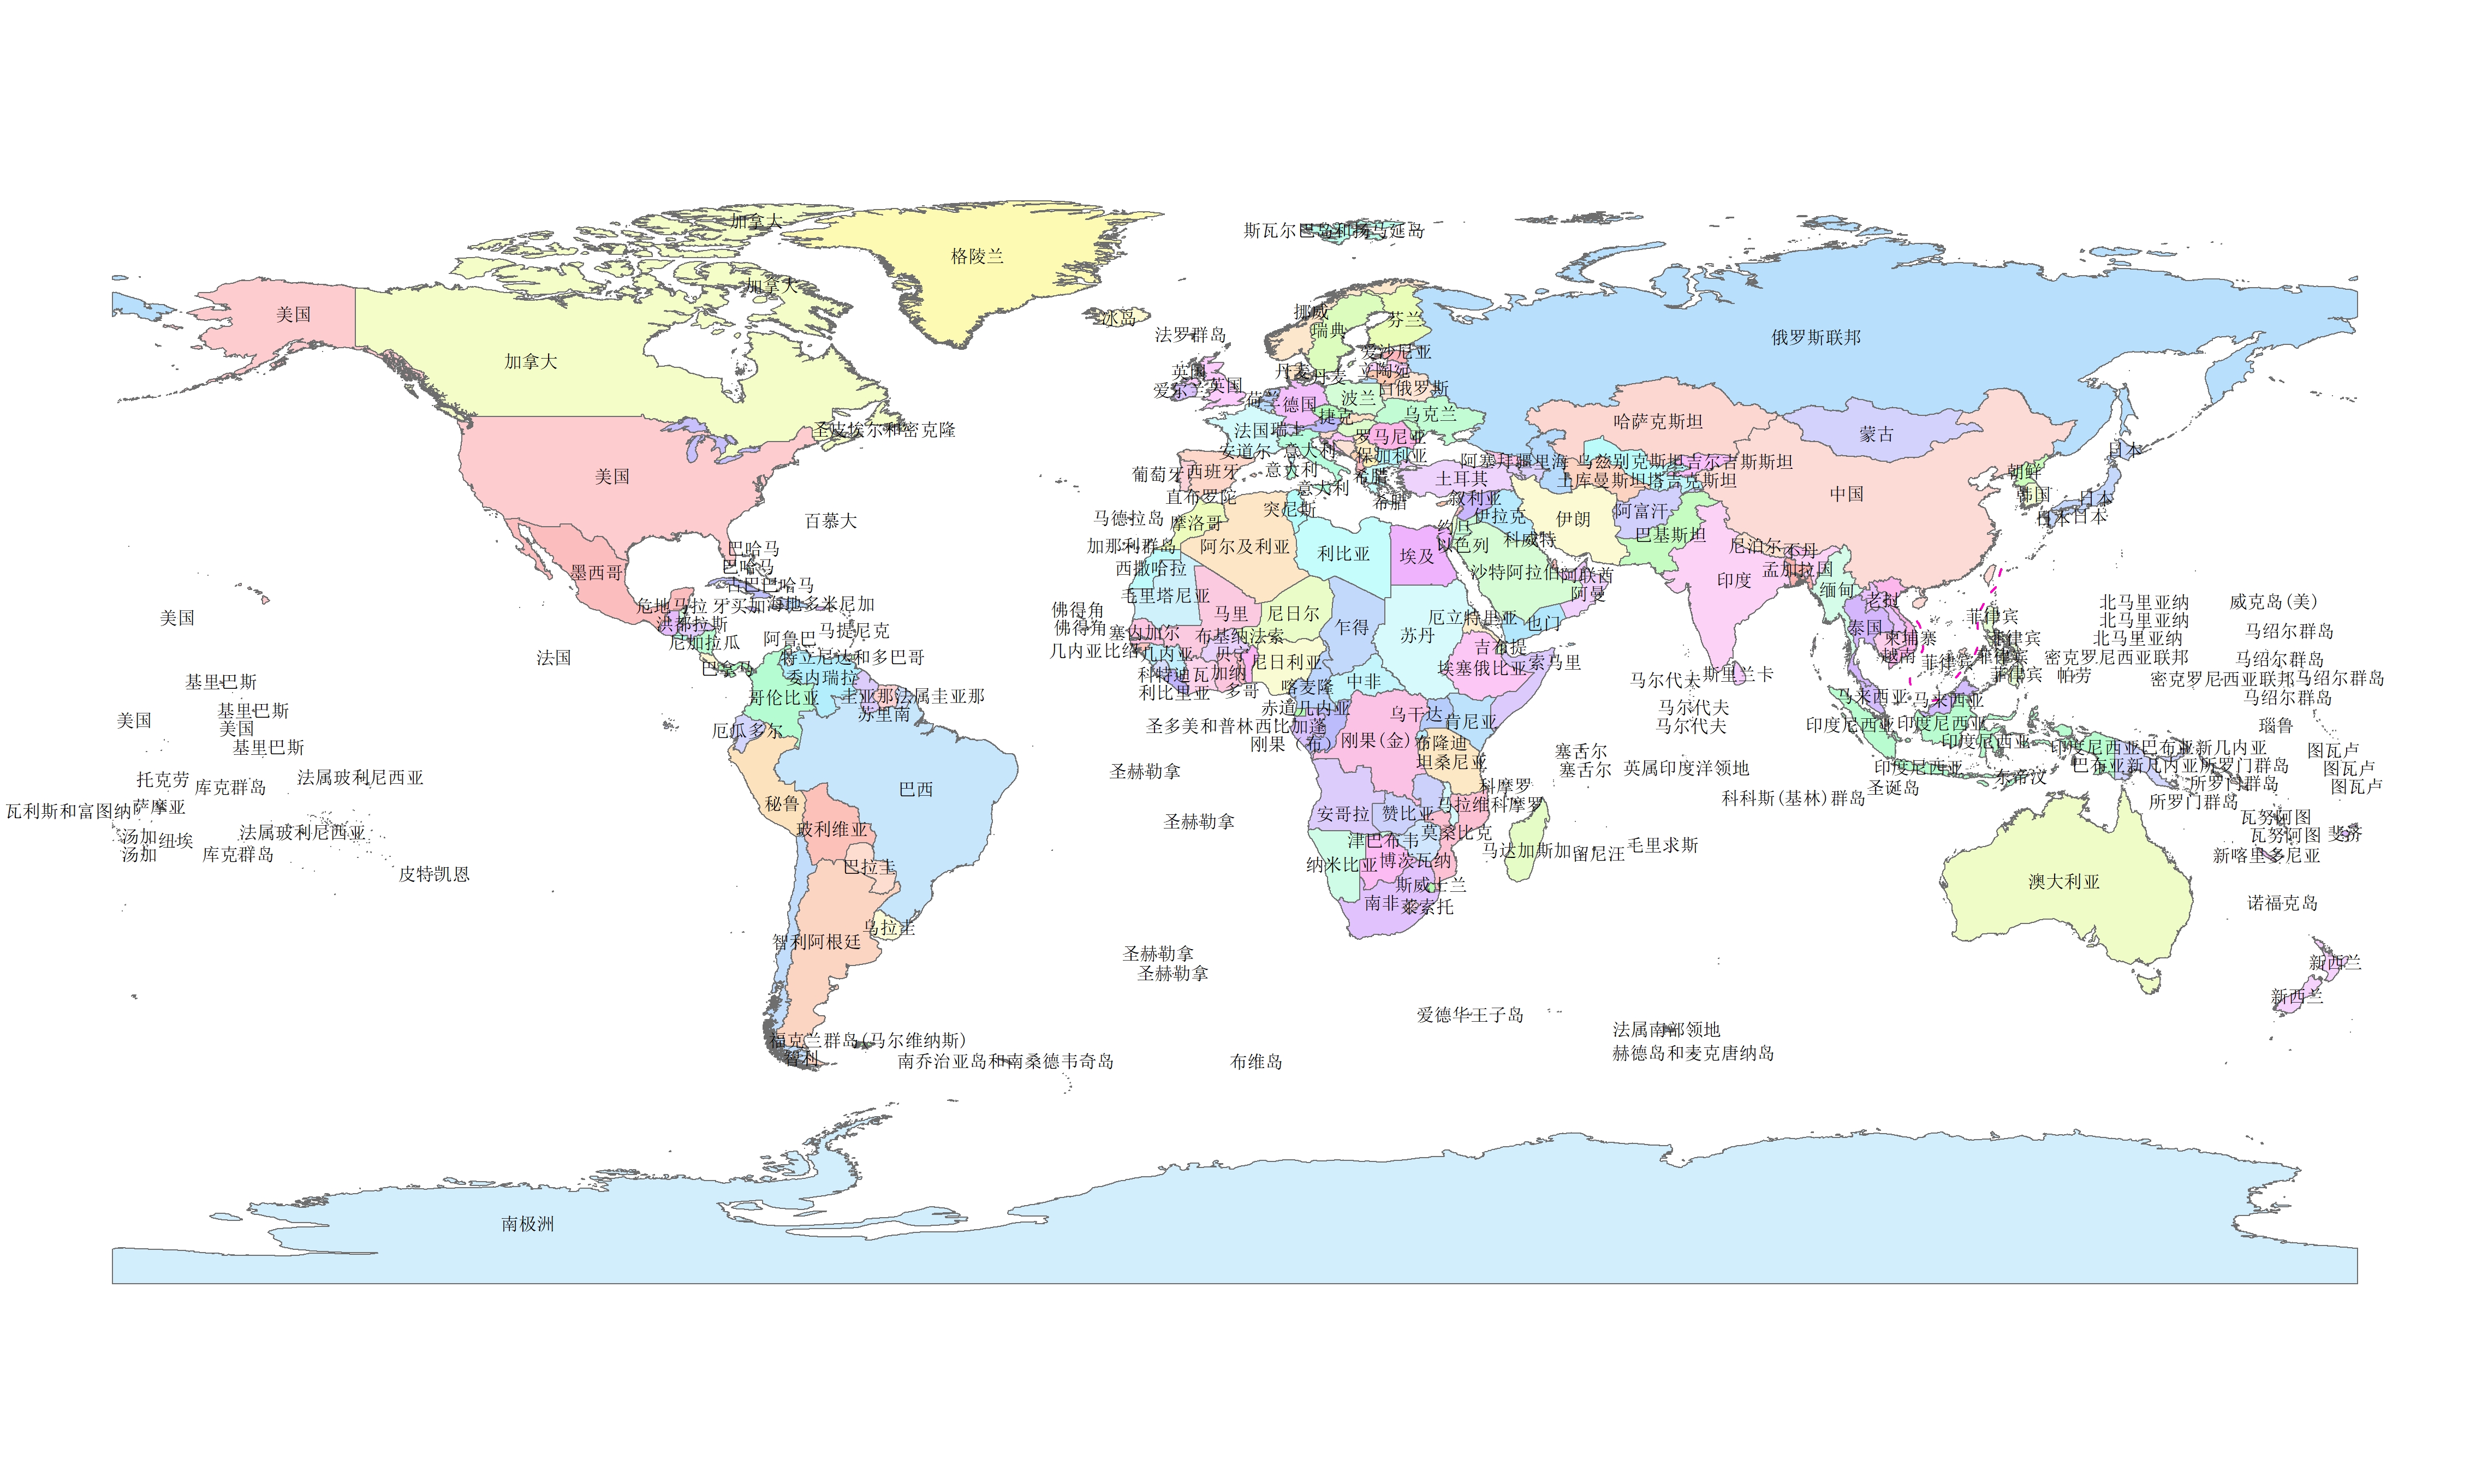 加拿大
斯瓦尔巴岛和扬马延岛
格陵兰
加拿大
美国
挪威
冰岛
芬兰
瑞典
法罗群岛
俄罗斯联邦
爱沙尼亚
加拿大
英国
丹麦
丹麦
立陶宛
爱尔兰
英国
白俄罗斯
荷兰
德国
波兰
捷克
乌克兰
哈萨克斯坦
圣皮埃尔和密克隆
法国
瑞士
罗马尼亚
蒙古
安道尔
意大利
保加利亚
日本
阿塞拜疆
里海
乌兹别克斯坦
吉尔吉斯斯坦
葡萄牙
西班牙
意大利
希腊
朝鲜
美国
土耳其
土库曼斯坦
塔吉克斯坦
意大利
中国
韩国
日本
直布罗陀
希腊
叙利亚
突尼斯
阿富汗
马德拉岛
摩洛哥
伊拉克
伊朗
日本
日本
百慕大
约旦
巴基斯坦
加那利群岛
阿尔及利亚
利比亚
埃及
以色列
科威特
尼泊尔
不丹
巴哈马
巴哈马
西撒哈拉
沙特阿拉伯
阿联酋
印度
孟加拉国
墨西哥
古巴
巴哈马
毛里塔尼亚
阿曼
缅甸
老挝
危地马拉
牙买加
海地
多米尼加
佛得角
马里
尼日尔
北马里亚纳
威克岛(美)
美国
洪都拉斯
佛得角
塞内加尔
布基纳法索
乍得
苏丹
厄立特里亚
也门
泰国
菲律宾
北马里亚纳
尼加拉瓜
阿鲁巴
马提尼克
柬埔寨
菲律宾
北马里亚纳
马绍尔群岛
法国
特立尼达和多巴哥
几内亚比绍
几内亚
贝宁
尼日利亚
吉布提
越南
菲律宾
菲律宾
密克罗尼西亚联邦
马绍尔群岛
巴拿马
委内瑞拉
科特迪瓦
加纳
埃塞俄比亚
索马里
斯里兰卡
菲律宾
帕劳
密克罗尼西亚联邦
马绍尔群岛
基里巴斯
哥伦比亚
圭亚那
法属圭亚那
利比里亚
多哥
喀麦隆
中非
马尔代夫
马来西亚
马来西亚
马绍尔群岛
基里巴斯
苏里南
赤道几内亚
乌干达
马尔代夫
美国
美国
厄瓜多尔
圣多美和普林西比
加蓬
肯尼亚
马尔代夫
印度尼西亚
印度尼西亚
瑙鲁
基里巴斯
刚果（布）
刚果(金)
布隆迪
塞舌尔
印度尼西亚
印度尼西亚
巴布亚新几内亚
图瓦卢
托克劳
库克群岛
法属玻利尼西亚
巴西
圣赫勒拿
坦桑尼亚
塞舌尔
英属印度洋领地
印度尼西亚
东帝汶
巴布亚新几内亚
所罗门群岛
图瓦卢
科摩罗
圣诞岛
所罗门群岛
图瓦卢
瓦利斯和富图纳
萨摩亚
秘鲁
安哥拉
赞比亚
马拉维
科摩罗
科科斯(基林)群岛
所罗门群岛
汤加
纽埃
法属玻利尼西亚
玻利维亚
圣赫勒拿
津巴布韦
莫桑比克
瓦努阿图
瓦努阿图
斐济
汤加
库克群岛
巴拉圭
纳米比亚
博茨瓦纳
马达加斯加
留尼汪
毛里求斯
新喀里多尼亚
皮特凯恩
斯威士兰
澳大利亚
乌拉圭
南非
莱索托
诺福克岛
智利
阿根廷
圣赫勒拿
圣赫勒拿
新西兰
新西兰
爱德华王子岛
法属南部领地
福克兰群岛(马尔维纳斯)
智利
南乔治亚岛和南桑德韦奇岛
布维岛
赫德岛和麦克唐纳岛
南极洲